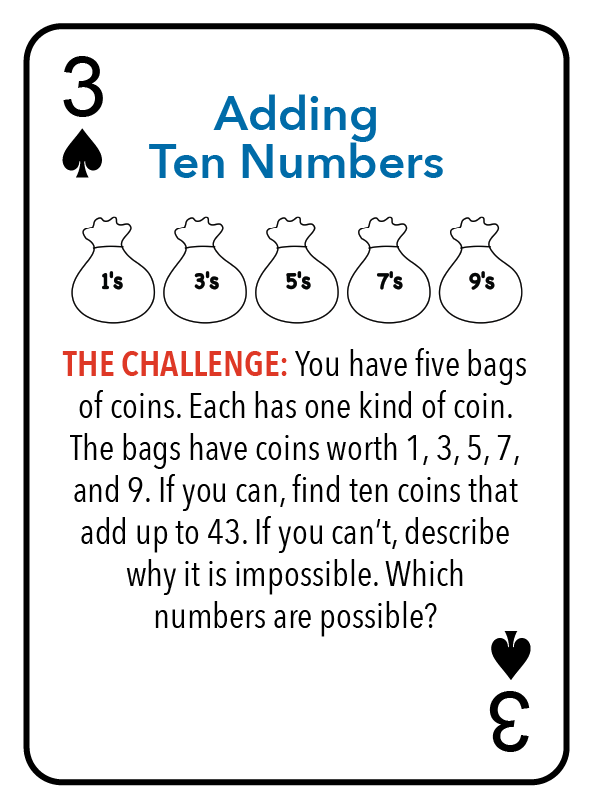 3
Adding
Ten Numbers
1's
3's
5's
7's
9's
THE CHALLENGE: You have five bags
of coins. Each has one kind of coin.
The bags have coins worth 1, 3, 5, 7,
and 9. If you can, find ten coins that
add up to 43. If you can’t, describe
why it is impossible. Which
numbers are possible?
3